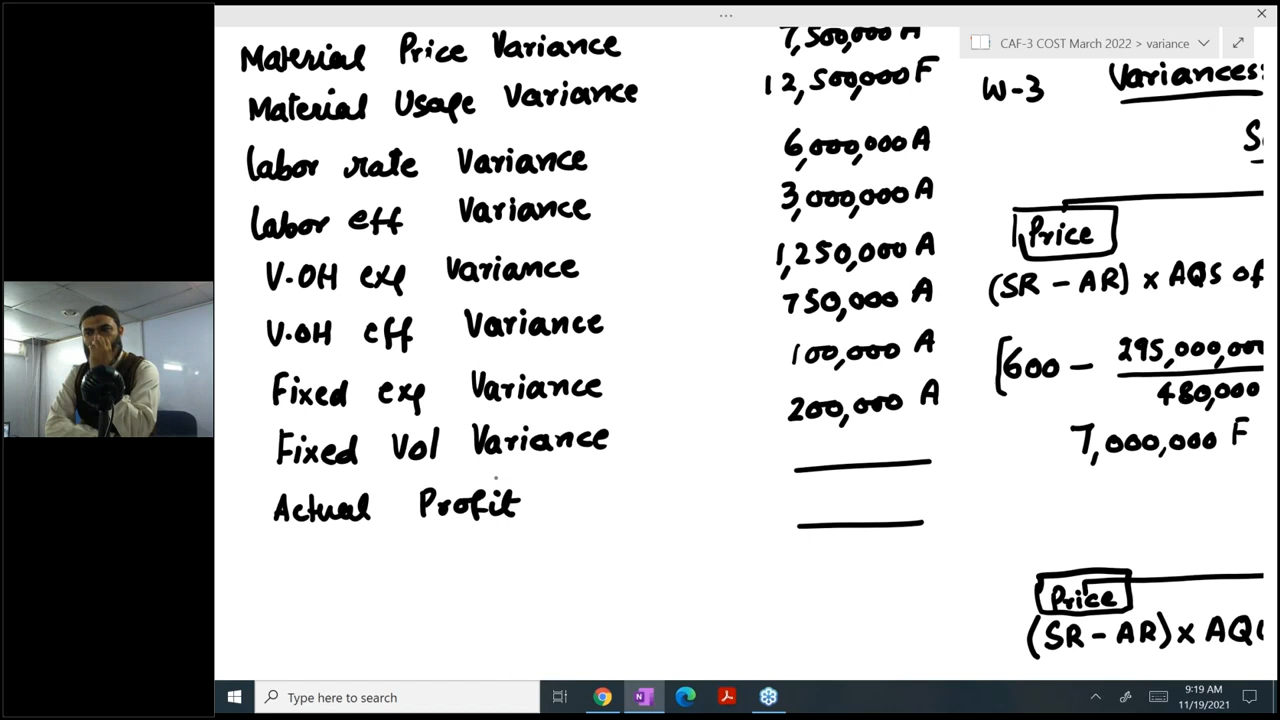 CAF-3 COST March 2022 > variance
Material Price Variance 7,500,000 A
Material Usage Variance 12,500,000 F
Labor rate Variance 6,000,000 A
Labor eff Variance 3,000,000 A
V.OH exp Variance 1,250,000 A
V.OH eff Variance 750,000 A
Fixed exp Variance 100,000 A
Fixed Vol Variance 200,000 A
Actual Profit
W-3 Variances:
Price
(SR - AR) × AQS of
[600 - 295,000,00
480,000
7,000,000 F
Price
(SR - AR) × AQ
Type here to search
9:19 AM
11/19/2021